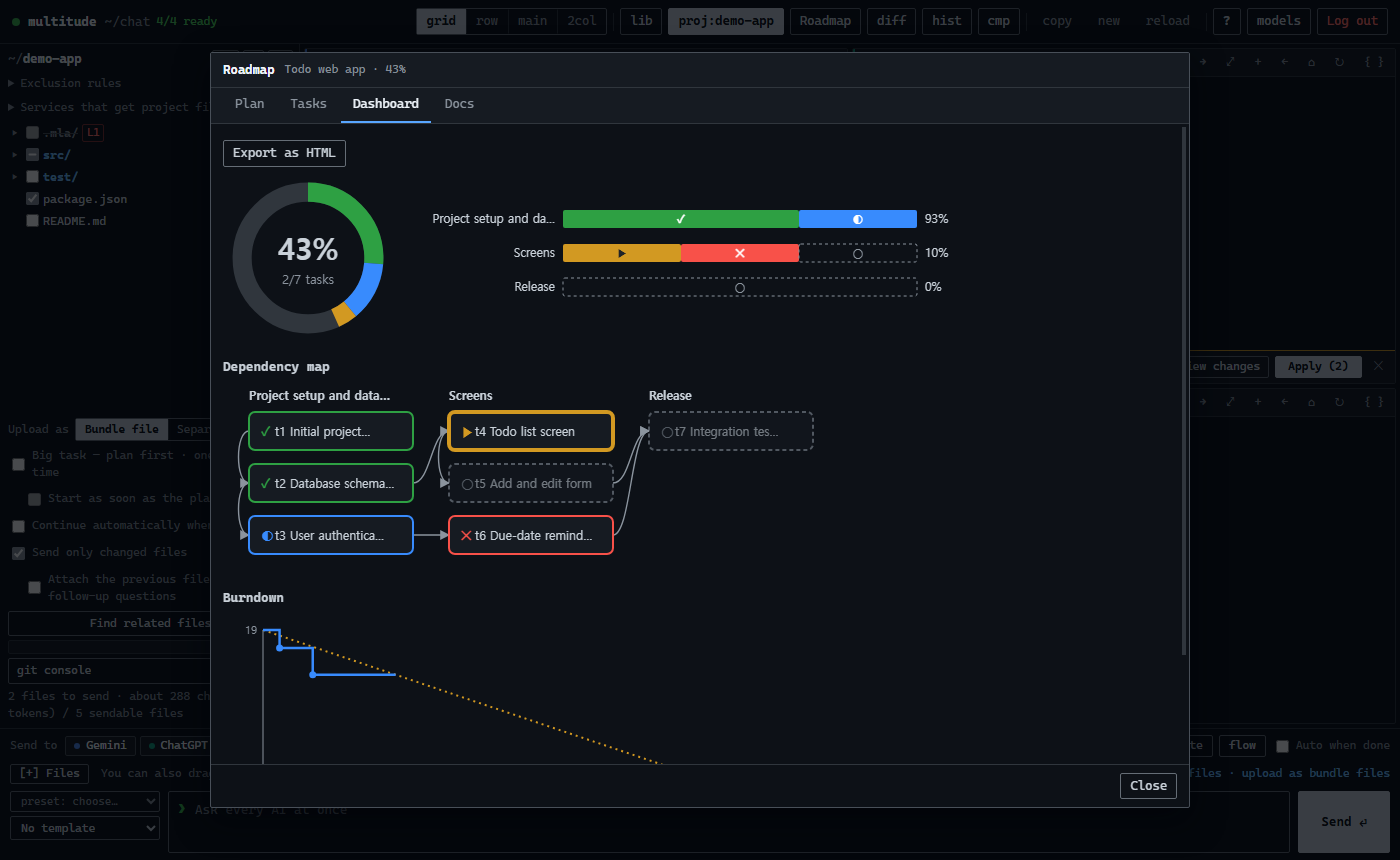 multitude ~/chat 4/4 ready
grid row main 2col lib proj:demo-app Roadmap diff hist cmp copy new reload ? models Log out
~/demo-app
Exclusion rules
Services that get project fi
.mla/ L1
src/
test/
package.json
README.md
Upload as Bundle file Separ
Big task — plan first · on
time
Start as soon as the pla
Continue automatically whe
Send only changed files
Attach the previous file
follow-up questions
Find related files
git console
2 files to send · about 288 ch
tokens) / 5 sendable files
Send to Gemini ChatGPT
[+] Files You can also dra
preset: choose…
No template
Ask every AI at once
Roadmap Todo web app · 43%
Plan Tasks Dashboard Docs
Export as HTML
43%
2/7 tasks
Project setup and da… 93%
Screens 10%
Release 0%
Dependency map
Project setup and data… Screens Release
t1 Initial project… t4 Todo list screen t7 Integration tes…
t2 Database schema… t5 Add and edit form
t3 User authentica… t6 Due-date remind…
Burndown
19
Close
ew changes Apply (2)
te flow Auto when done
files · upload as bundle files
Send ↵